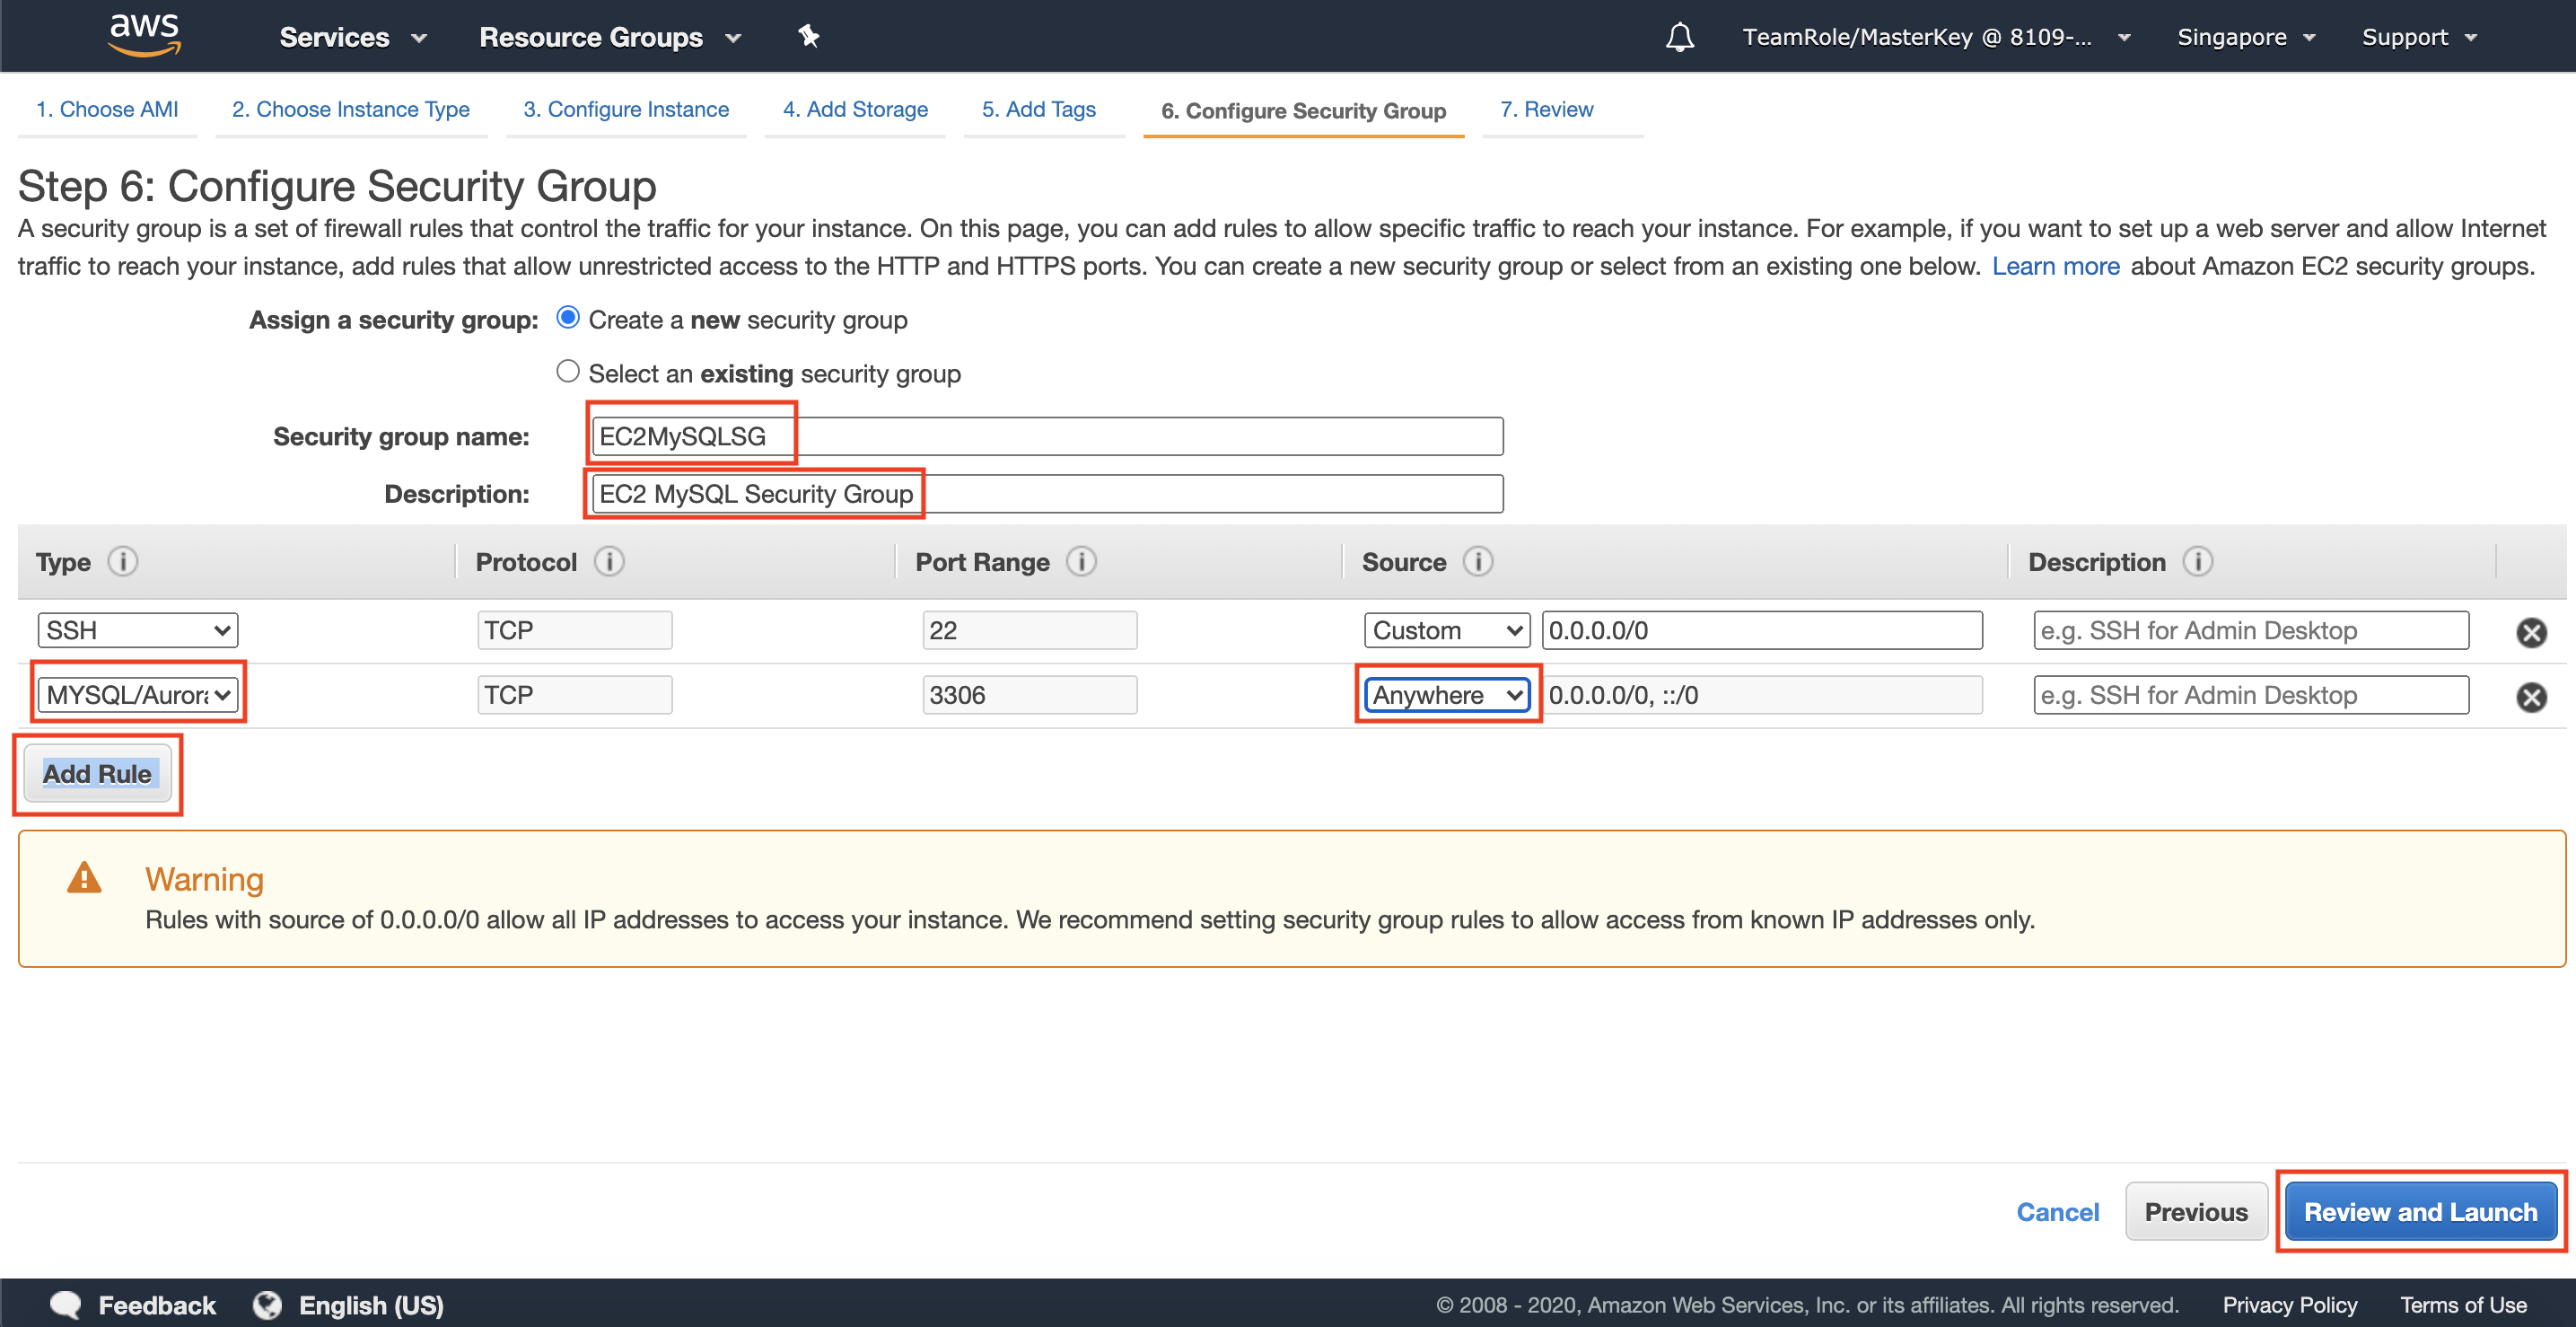 aws Services Resource Groups TeamRole/MasterKey @ 8109-... Singapore Support
1. Choose AMI 2. Choose Instance Type 3. Configure Instance 4. Add Storage 5. Add Tags 6. Configure Security Group 7. Review
Step 6: Configure Security Group
A security group is a set of firewall rules that control the traffic for your instance. On this page, you can add rules to allow specific traffic to reach your instance. For example, if you want to set up a web server and allow Internet
traffic to reach your instance, add rules that allow unrestricted access to the HTTP and HTTPS ports. You can create a new security group or select from an existing one below. Learn more about Amazon EC2 security groups.
Assign a security group: Create a new security group
Select an existing security group
Security group name: EC2MySQLSG
Description: EC2 MySQL Security Group
Type i Protocol i Port Range i Source i Description i
SSH TCP 22 Custom 0.0.0.0/0 e.g. SSH for Admin Desktop
MYSQL/Aurora TCP 3306 Anywhere 0.0.0.0/0, ::/0 e.g. SSH for Admin Desktop
Add Rule
Warning
Rules with source of 0.0.0.0/0 allow all IP addresses to access your instance. We recommend setting security group rules to allow access from known IP addresses only.
Cancel Previous Review and Launch
Feedback English (US) © 2008 - 2020, Amazon Web Services, Inc. or its affiliates. All rights reserved. Privacy Policy Terms of Use